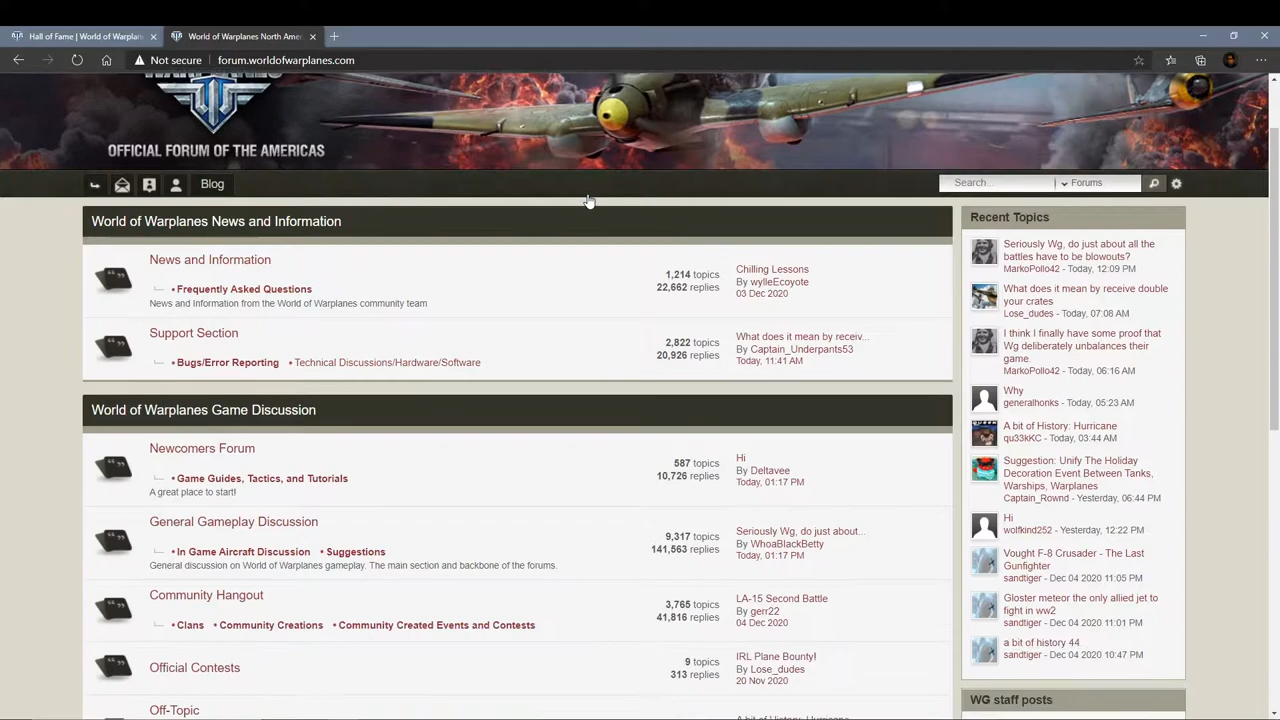 Hall of Fame | World of Warplan
World of Warplanes North Ame
Not secure
forum.worldofwarplanes.com
WARPLANES
OFFICIAL FORUM OF THE AMERICAS
Blog
Search...
Forums
World of Warplanes News and Information
News and Information
• Frequently Asked Questions
News and Information from the World of Warplanes community team
1,214 topics
22,662 replies
Chilling Lessons
By wylleEcoyote
03 Dec 2020
Support Section
• Bugs/Error Reporting • Technical Discussions/Hardware/Software
2,822 topics
20,926 replies
What does it mean by receiv...
By Captain_Underpants53
Today, 11:41 AM
World of Warplanes Game Discussion
Newcomers Forum
• Game Guides, Tactics, and Tutorials
A great place to start!
587 topics
10,726 replies
Hi
By Deltavee
Today, 01:17 PM
General Gameplay Discussion
• In Game Aircraft Discussion • Suggestions
General discussion on World of Warplanes gameplay. The main section and backbone of the forums.
9,317 topics
141,563 replies
Seriously Wg, do just about...
By WhoaBlackBetty
Today, 01:17 PM
Community Hangout
• Clans • Community Creations • Community Created Events and Contests
3,765 topics
41,816 replies
LA-15 Second Battle
By gerr22
04 Dec 2020
Official Contests
9 topics
313 replies
IRL Plane Bounty!
By Lose_dudes
20 Nov 2020
Off-Topic
A bit of History: Hurricane
Recent Topics
Seriously Wg, do just about all the
battles have to be blowouts?
MarkoPollo42 - Today, 12:09 PM
What does it mean by receive double
your crates
Lose_dudes - Today, 07:08 AM
I think I finally have some proof that
Wg deliberately unbalances their
game.
MarkoPollo42 - Today, 06:16 AM
Why
generalhonks - Today, 05:23 AM
A bit of History: Hurricane
qu33kKC - Today, 03:44 AM
Suggestion: Unify The Holiday
Decoration Event Between Tanks,
Warships, Warplanes
Captain_Rownd - Yesterday, 06:44 PM
Hi
wolfkind252 - Yesterday, 12:22 PM
Vought F-8 Crusader - The Last
Gunfighter
sandtiger - Dec 04 2020 11:05 PM
Gloster meteor the only allied jet to
fight in ww2
sandtiger - Dec 04 2020 11:01 PM
a bit of history 44
sandtiger - Dec 04 2020 10:47 PM
WG staff posts